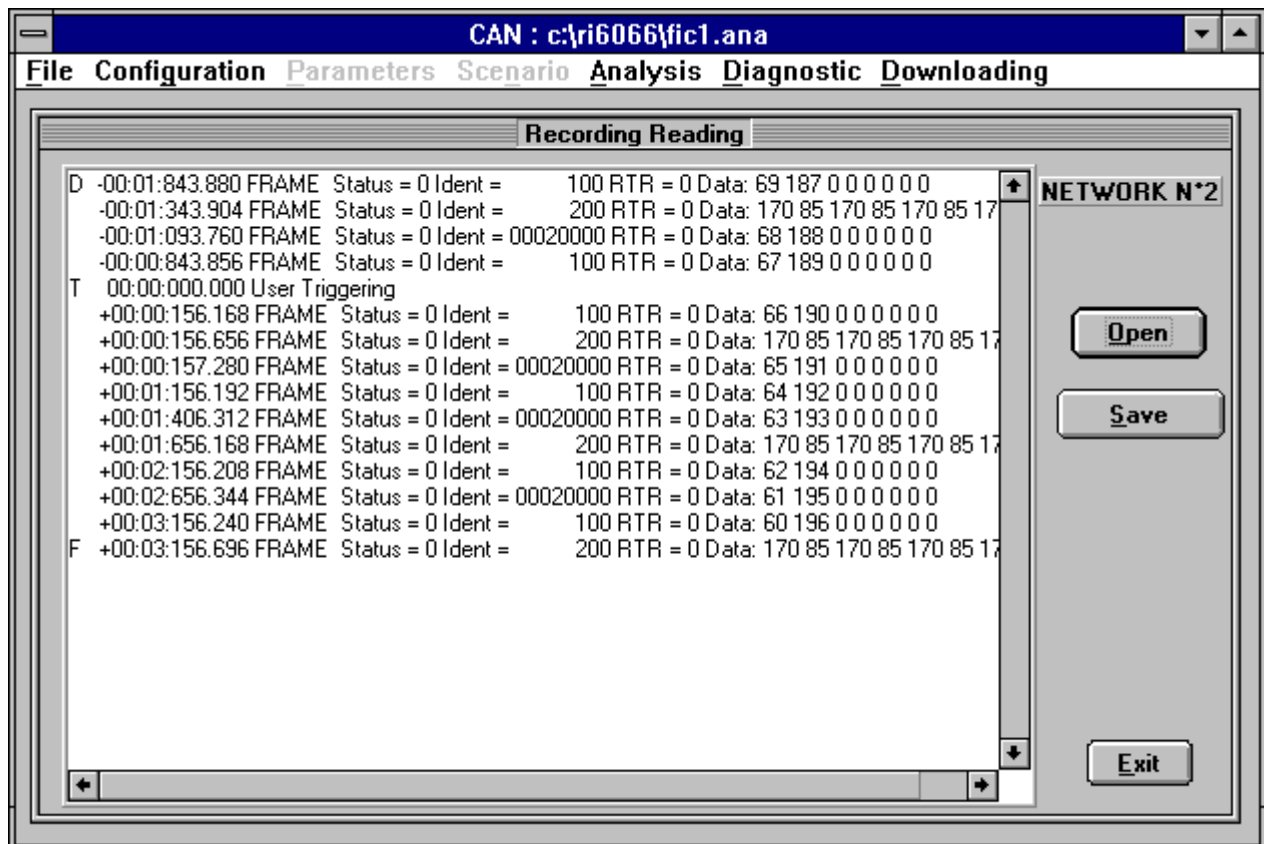 CAN : c:\ri6066\fic1.ana
File Configuration Parameters Scenario Analysis Diagnostic Downloading
Recording Reading
D -00:01:843.880 FRAME Status = 0 Ident = 100 RTR = 0 Data: 69 187 0 0 0 0 0 0
-00:01:343.904 FRAME Status = 0 Ident = 200 RTR = 0 Data: 170 85 170 85 170 85 17
-00:01:093.760 FRAME Status = 0 Ident = 00020000 RTR = 0 Data: 68 188 0 0 0 0 0 0
-00:00:843.856 FRAME Status = 0 Ident = 100 RTR = 0 Data: 67 189 0 0 0 0 0 0
T 00:00:000.000 User Triggering
+00:00:156.168 FRAME Status = 0 Ident = 100 RTR = 0 Data: 66 190 0 0 0 0 0 0
+00:00:156.656 FRAME Status = 0 Ident = 200 RTR = 0 Data: 170 85 170 85 170 85 17
+00:00:157.280 FRAME Status = 0 Ident = 00020000 RTR = 0 Data: 65 191 0 0 0 0 0 0
+00:01:156.192 FRAME Status = 0 Ident = 100 RTR = 0 Data: 64 192 0 0 0 0 0 0
+00:01:406.312 FRAME Status = 0 Ident = 00020000 RTR = 0 Data: 63 193 0 0 0 0 0 0
+00:01:656.168 FRAME Status = 0 Ident = 200 RTR = 0 Data: 170 85 170 85 170 85 17
+00:02:156.208 FRAME Status = 0 Ident = 100 RTR = 0 Data: 62 194 0 0 0 0 0 0
+00:02:656.344 FRAME Status = 0 Ident = 00020000 RTR = 0 Data: 61 195 0 0 0 0 0 0
+00:03:156.240 FRAME Status = 0 Ident = 100 RTR = 0 Data: 60 196 0 0 0 0 0 0
F +00:03:156.696 FRAME Status = 0 Ident = 200 RTR = 0 Data: 170 85 170 85 170 85 17
NETWORK N°2
Open
Save
Exit